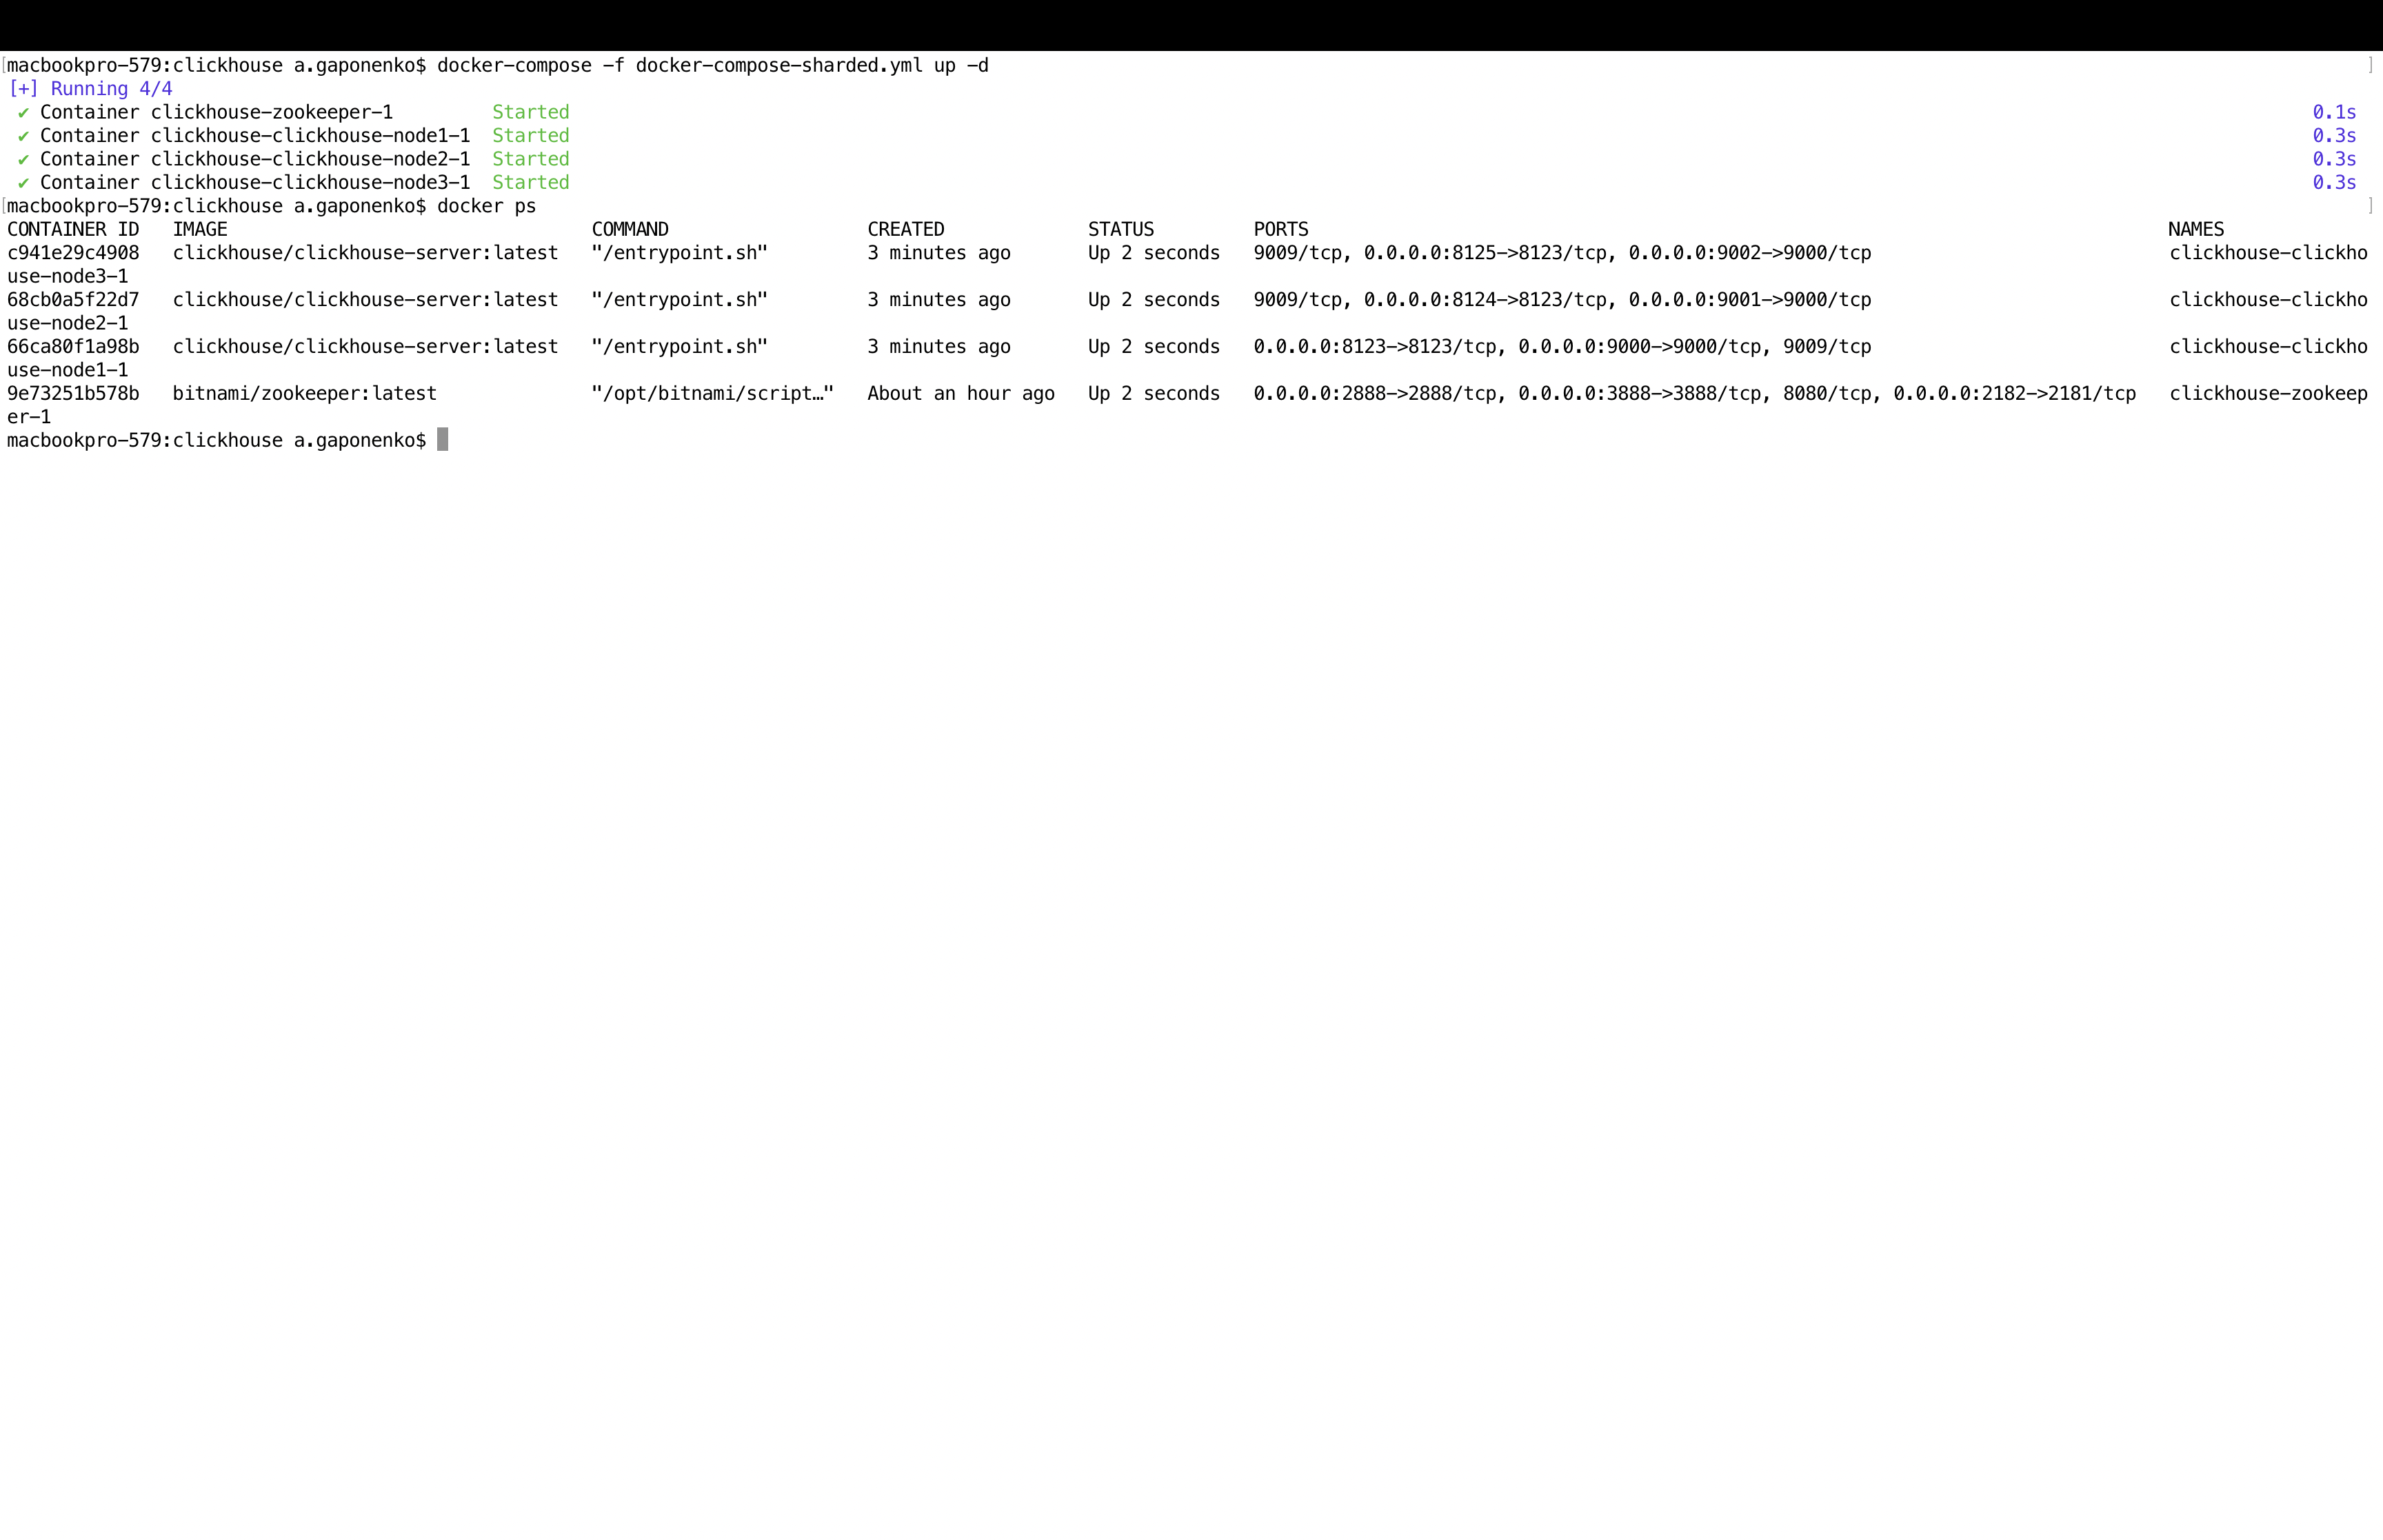 [macbookpro-579:clickhouse a.gaponenko$ docker-compose -f docker-compose-sharded.yml up -d ]
[+] Running 4/4
✔ Container clickhouse-zookeeper-1 Started 0.1s
✔ Container clickhouse-clickhouse-node1-1 Started 0.3s
✔ Container clickhouse-clickhouse-node2-1 Started 0.3s
✔ Container clickhouse-clickhouse-node3-1 Started 0.3s
[macbookpro-579:clickhouse a.gaponenko$ docker ps ]
CONTAINER ID IMAGE COMMAND CREATED STATUS PORTS NAMES
c941e29c4908 clickhouse/clickhouse-server:latest "/entrypoint.sh" 3 minutes ago Up 2 seconds 9009/tcp, 0.0.0.0:8125->8123/tcp, 0.0.0.0:9002->9000/tcp clickhouse-clickho
use-node3-1
68cb0a5f22d7 clickhouse/clickhouse-server:latest "/entrypoint.sh" 3 minutes ago Up 2 seconds 9009/tcp, 0.0.0.0:8124->8123/tcp, 0.0.0.0:9001->9000/tcp clickhouse-clickho
use-node2-1
66ca80f1a98b clickhouse/clickhouse-server:latest "/entrypoint.sh" 3 minutes ago Up 2 seconds 0.0.0.0:8123->8123/tcp, 0.0.0.0:9000->9000/tcp, 9009/tcp clickhouse-clickho
use-node1-1
9e73251b578b bitnami/zookeeper:latest "/opt/bitnami/script…" About an hour ago Up 2 seconds 0.0.0.0:2888->2888/tcp, 0.0.0.0:3888->3888/tcp, 8080/tcp, 0.0.0.0:2182->2181/tcp clickhouse-zookeep
er-1
macbookpro-579:clickhouse a.gaponenko$